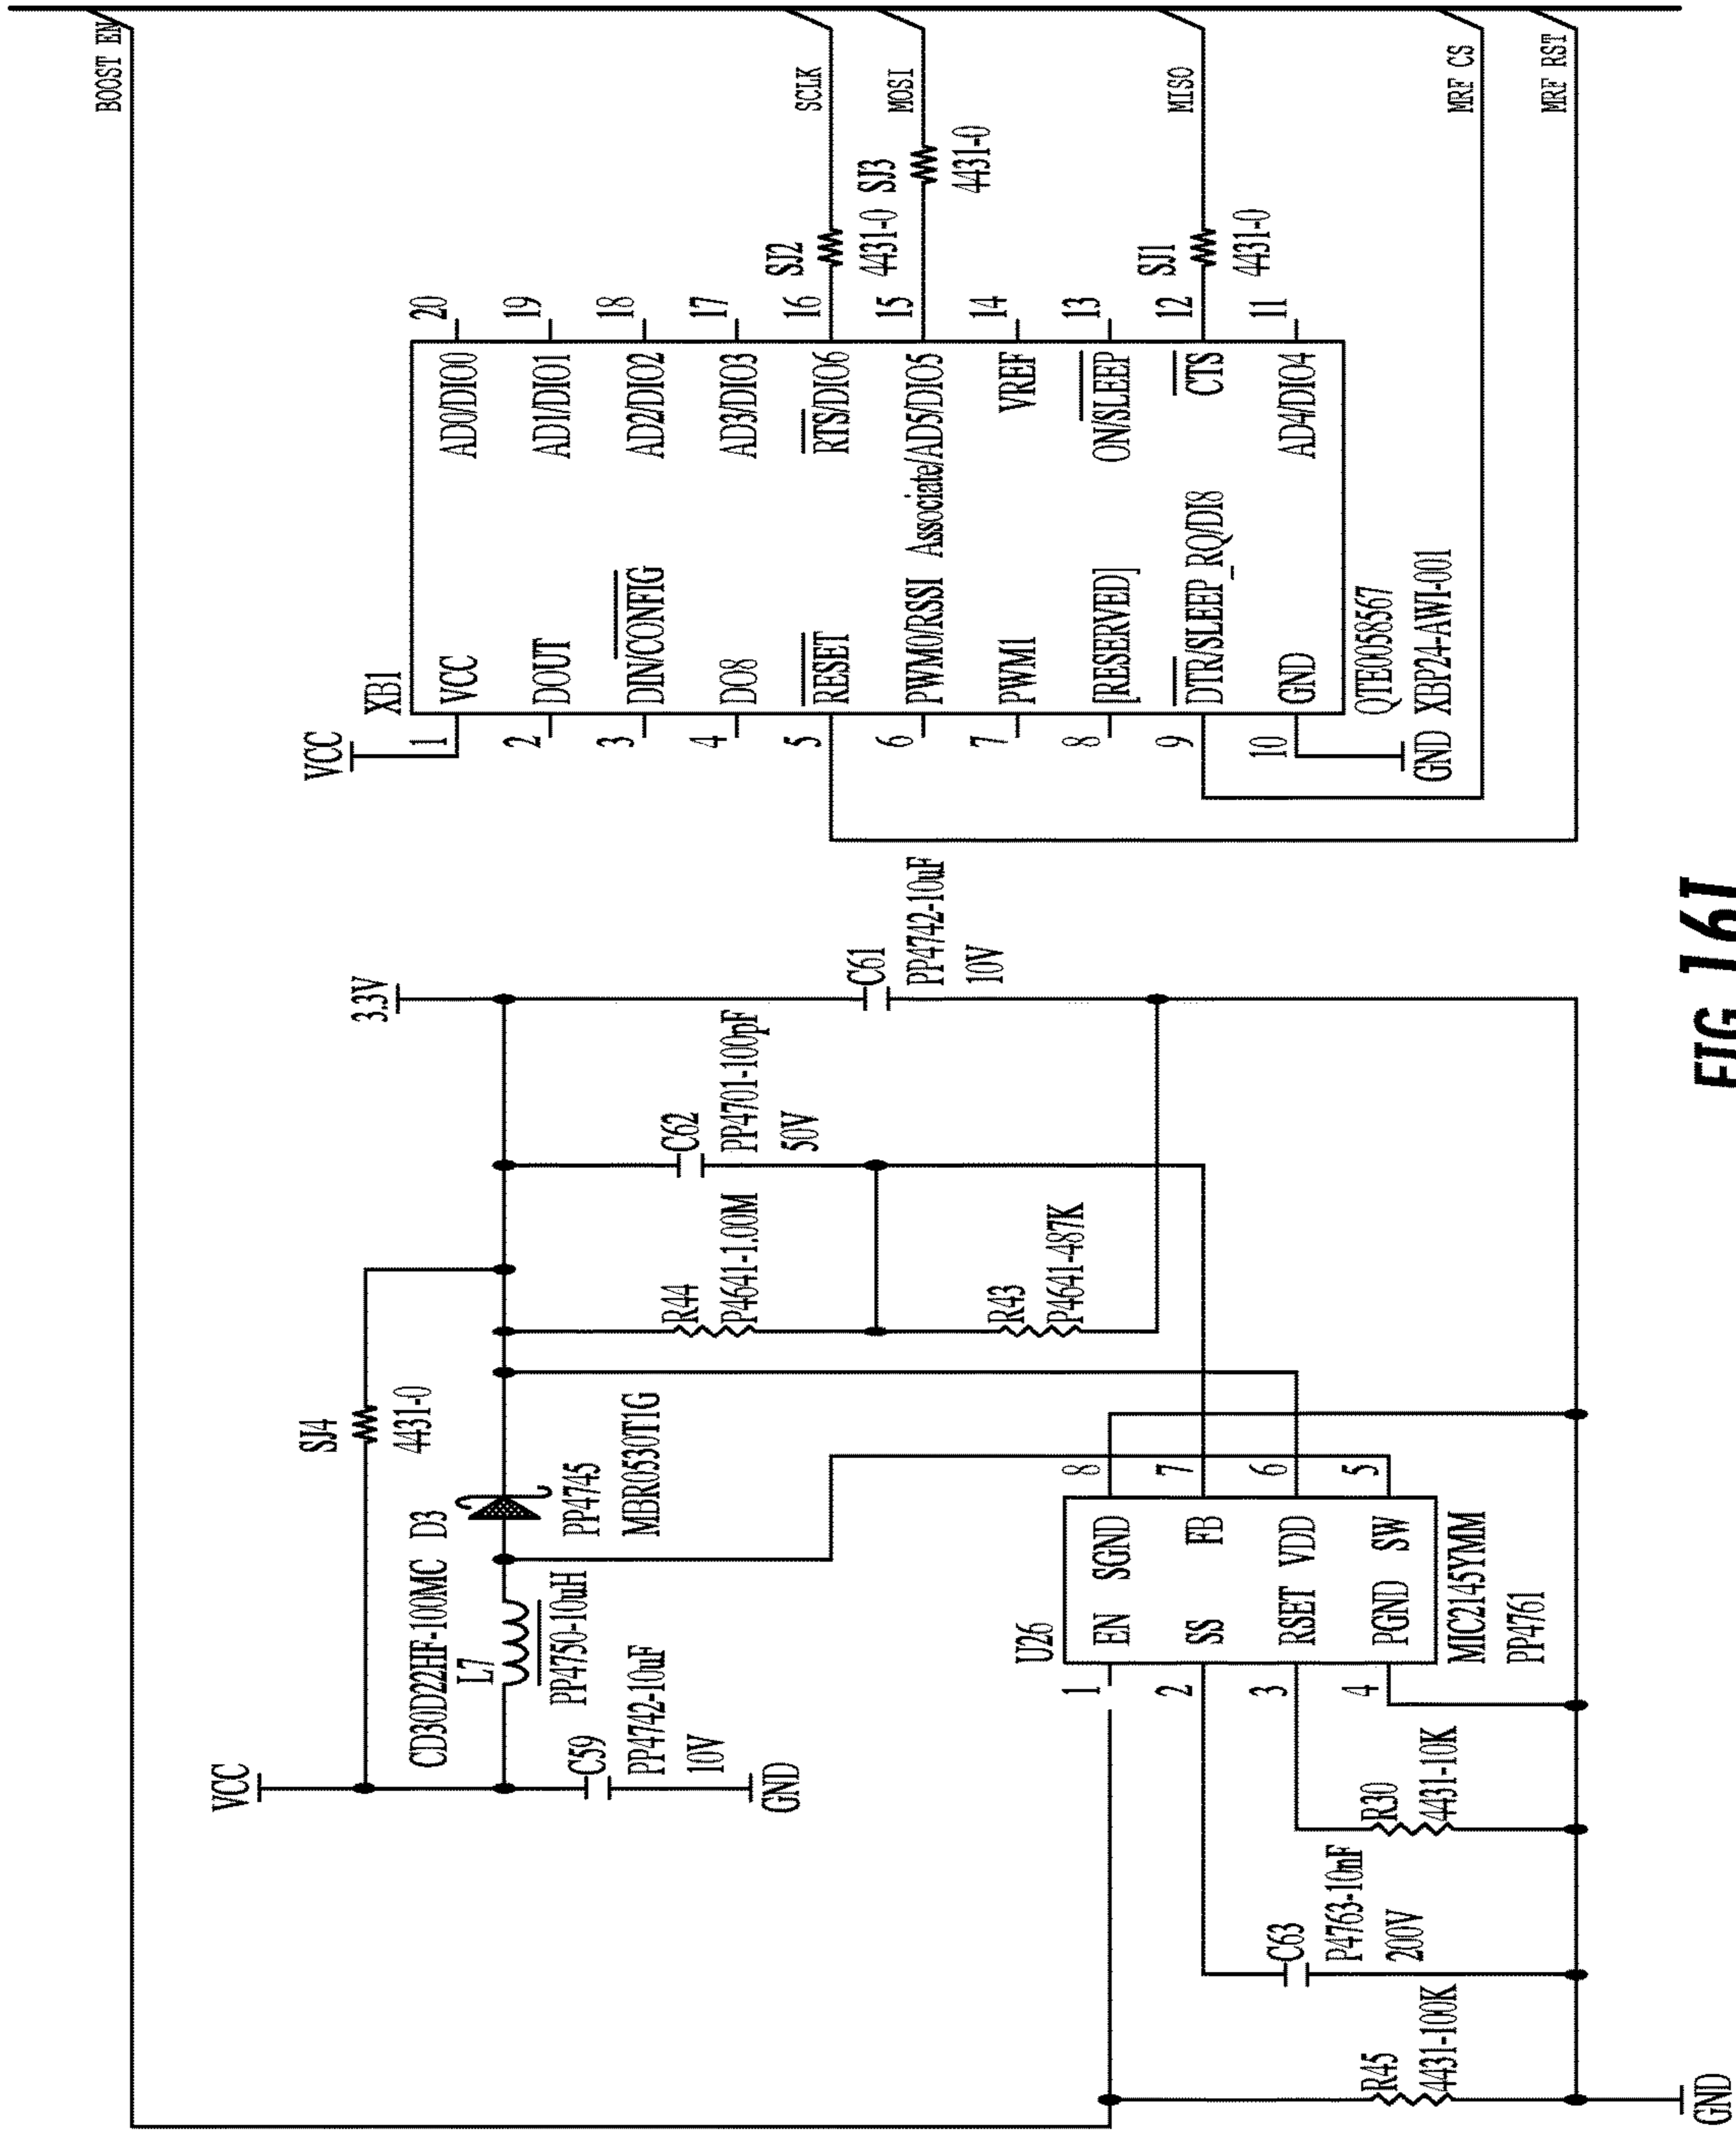 BOOST EN
SCLK
MOSI
MISO
MRF CS
MRF RST
VCC
SJ4
4431-0
3.3V
CD30D22HF-100MC D3
L7
PP4750-10uH
PP4745
MBR0530T1G
C59
PP4742-10uF
10V
GND
R44
P4641-1.00M
C62
PP4701-100pF
50V
C61
PP4742-10uF
10V
R43
P4641-487K
U26
1 EN SGND 8
2 SS FB 7
3 RSET VDD 6
4 PGND SW 5
MIC2145YMM
PP4761
C63
P4763-10nF
200V
R30
4431-10K
R45
4431-100K
GND
VCC
XB1
1 VCC AD0/DIO0 20
2 DOUT AD1/DIO1 19
3 DIN/CONFIG AD2/DIO2 18
4 DO8 AD3/DIO3 17
5 RESET RTS/DIO6 16
6 PWM0/RSSI Associate/AD5/DIO5 15
7 PWM1 VREF 14
8 [RESERVED] ON/SLEEP 13
9 DTR/SLEEP_RQ/DI8 CTS 12
10 GND AD4/DIO4 11
QTE0058567
GND XBP24-AWI-001
SJ2
4431-0
SJ3
4431-0
SJ1
4431-0